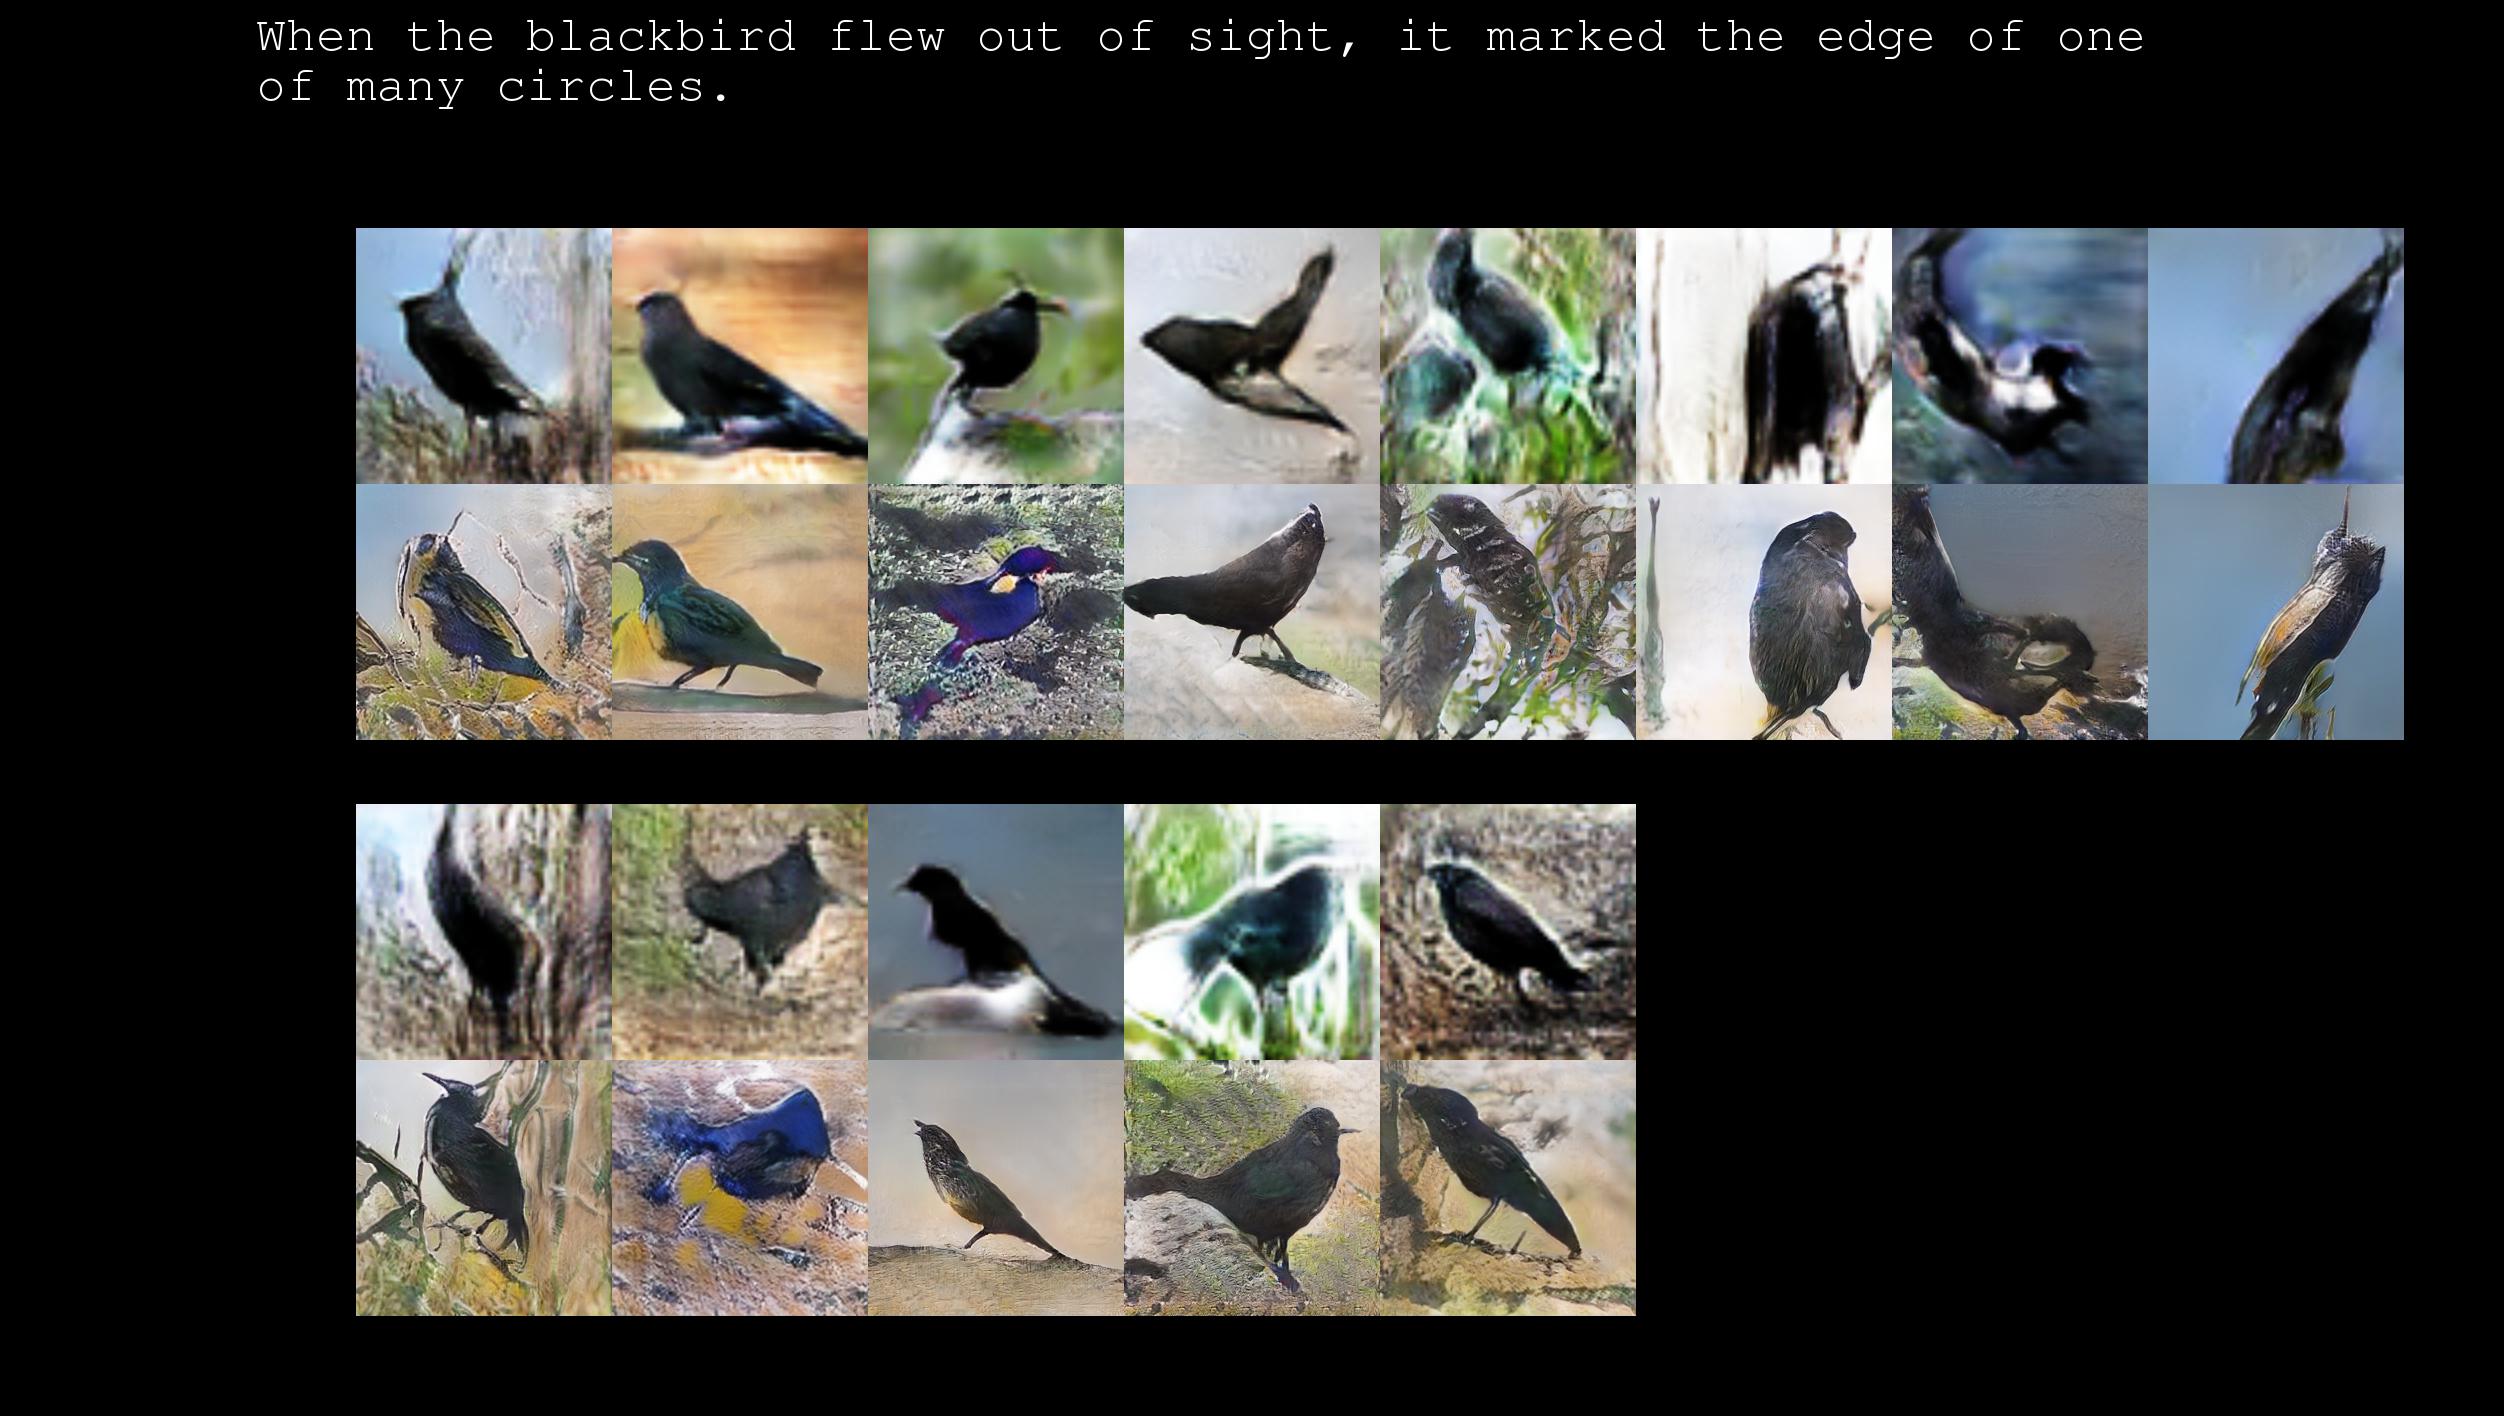 When the blackbird flew out of sight, it marked the edge of one
of many circles.